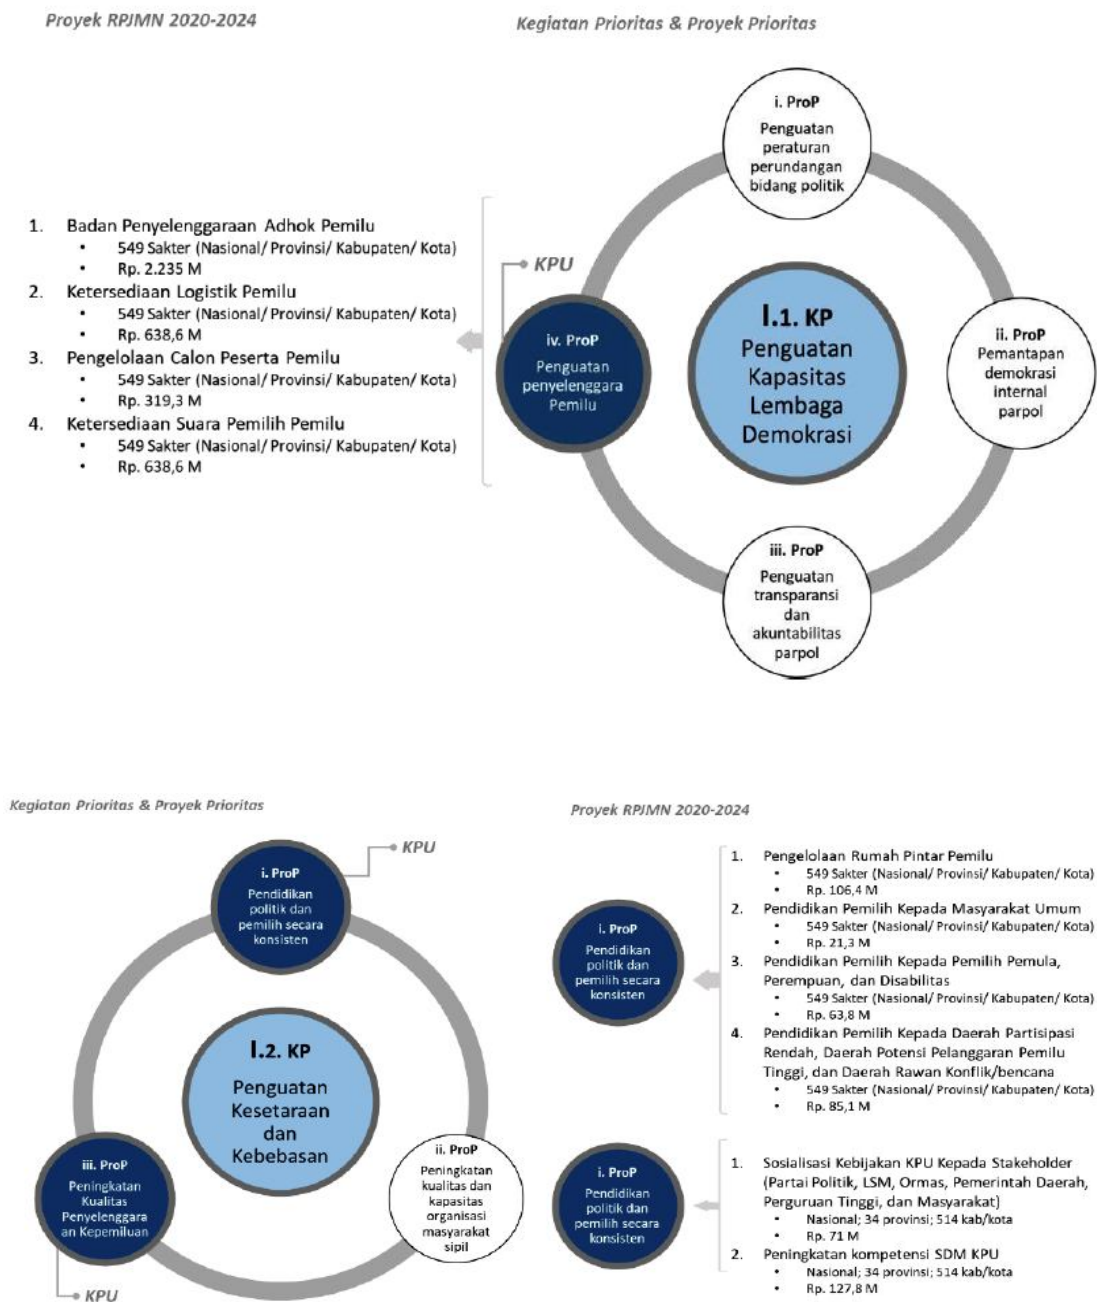 Proyek RPJMN 2020-2024
Kegiatan Prioritas & Proyek Prioritas
1. Badan Penyelenggaraan Adhok Pemilu
• 549 Sakter (Nasional/ Provinsi/ Kabupaten/ Kota)
• Rp. 2.235 M
2. Ketersediaan Logistik Pemilu
• 549 Sakter (Nasional/ Provinsi/ Kabupaten/ Kota)
• Rp. 638,6 M
3. Pengelolaan Calon Peserta Pemilu
• 549 Sakter (Nasional/ Provinsi/ Kabupaten/ Kota)
• Rp. 319,3 M
4. Ketersediaan Suara Pemilih Pemilu
• 549 Sakter (Nasional/ Provinsi/ Kabupaten/ Kota)
• Rp. 638,6 M
KPU
i. ProP
Penguatan
peraturan
perundangan
bidang politik
I.1. KP
Penguatan
Kapasitas
Lembaga
Demokrasi
ii. ProP
Pemantapan
demokrasi
internal
parpol
iii. ProP
Penguatan
transparansi
dan
akuntabilitas
parpol
iv. ProP
Penguatan
penyelenggara
Pemilu
Kegiatan Prioritas & Proyek Prioritas
KPU
i. ProP
Pendidikan
politik dan
pemilih secara
konsisten
I.2. KP
Penguatan
Kesetaraan
dan
Kebebasan
ii. ProP
Peningkatan
kualitas dan
kapasitas
organisasi
masyarakat
sipil
iii. ProP
Peningkatan
Kualitas
Penyelenggara
an Kepemiluan
KPU
Proyek RPJMN 2020-2024
i. ProP
Pendidikan
politik dan
pemilih secara
konsisten
1. Pengelolaan Rumah Pintar Pemilu
• 549 Sakter (Nasional/ Provinsi/ Kabupaten/ Kota)
• Rp. 106,4 M
2. Pendidikan Pemilih Kepada Masyarakat Umum
• 549 Sakter (Nasional/ Provinsi/ Kabupaten/ Kota)
• Rp. 21,3 M
3. Pendidikan Pemilih Kepada Pemilih Pemula,
Perempuan, dan Disabilitas
• 549 Sakter (Nasional/ Provinsi/ Kabupaten/ Kota)
• Rp. 63,8 M
4. Pendidikan Pemilih Kepada Daerah Partisipasi
Rendah, Daerah Potensi Pelanggaran Pemilu
Tinggi, dan Daerah Rawan Konflik/bencana
• 549 Sakter (Nasional/ Provinsi/ Kabupaten/ Kota)
• Rp. 85,1 M
i. ProP
Pendidikan
politik dan
pemilih secara
konsisten
1. Sosialisasi Kebijakan KPU Kepada Stakeholder
(Partai Politik, LSM, Ormas, Pemerintah Daerah,
Perguruan Tinggi, dan Masyarakat)
• Nasional; 34 provinsi; 514 kab/kota
• Rp. 71 M
2. Peningkatan kompetensi SDM KPU
• Nasional; 34 provinsi; 514 kab/kota
• Rp. 127,8 M